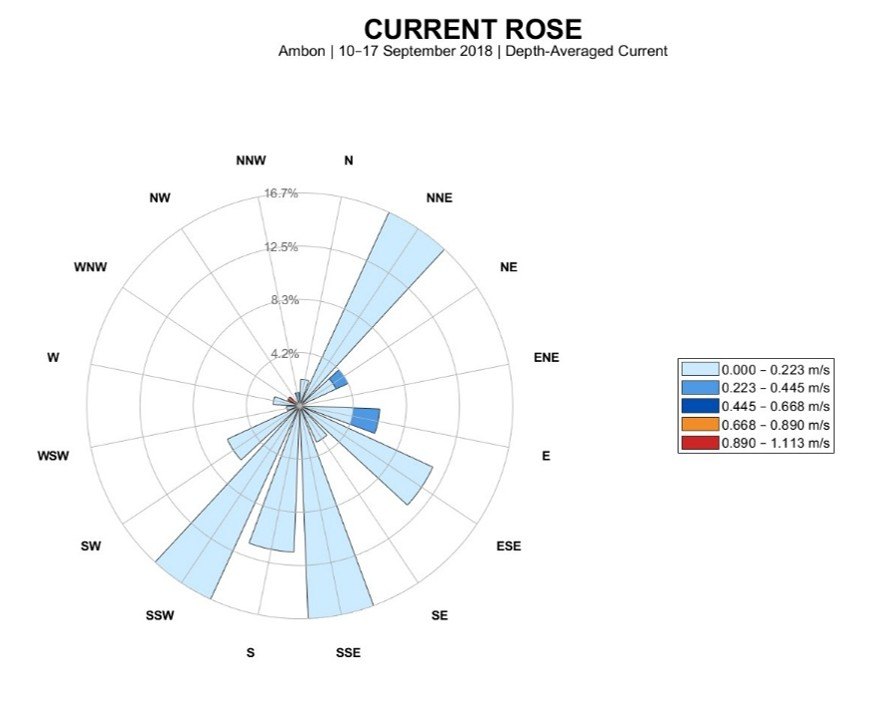 CURRENT ROSE
Ambon | 10–17 September 2018 | Depth-Averaged Current
NNW
N
NW
NNE
16.7%
12.5%
WNW
NE
8.3%
W
4.2%
ENE
0.000 – 0.223 m/s
0.223 – 0.445 m/s
0.445 – 0.668 m/s
0.668 – 0.890 m/s
0.890 – 1.113 m/s
WSW
E
SW
ESE
SSW
SE
S
SSE